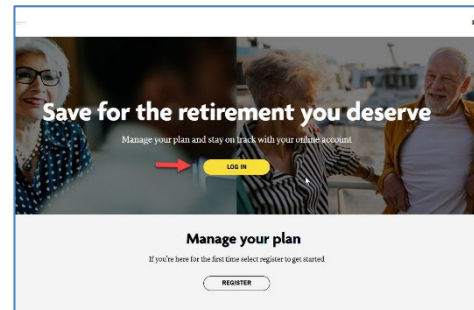 Save for the retirement you deserve
Manage your plan and stay on track with your online account
LOG IN
Manage your plan
If you're here for the first time select register to get started
REGISTER